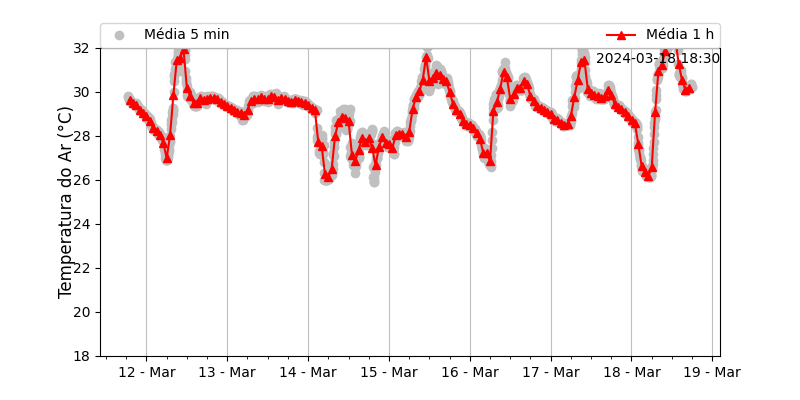 Média 5 min
Média 1 h
2024-03-18 18:30
Temperatura do Ar (°C)
32
30
28
26
24
22
20
18
12 - Mar
13 - Mar
14 - Mar
15 - Mar
16 - Mar
17 - Mar
18 - Mar
19 - Mar